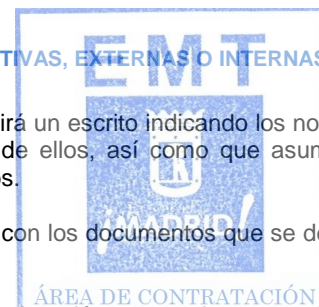 EMT
TIVAS, EXTERNAS O INTERNAS
irá un escrito indicando los no
de ellos, así como que asum
os.
¡MADRID!
con los documentos que se de
ÁREA DE CONTRATACIÓN